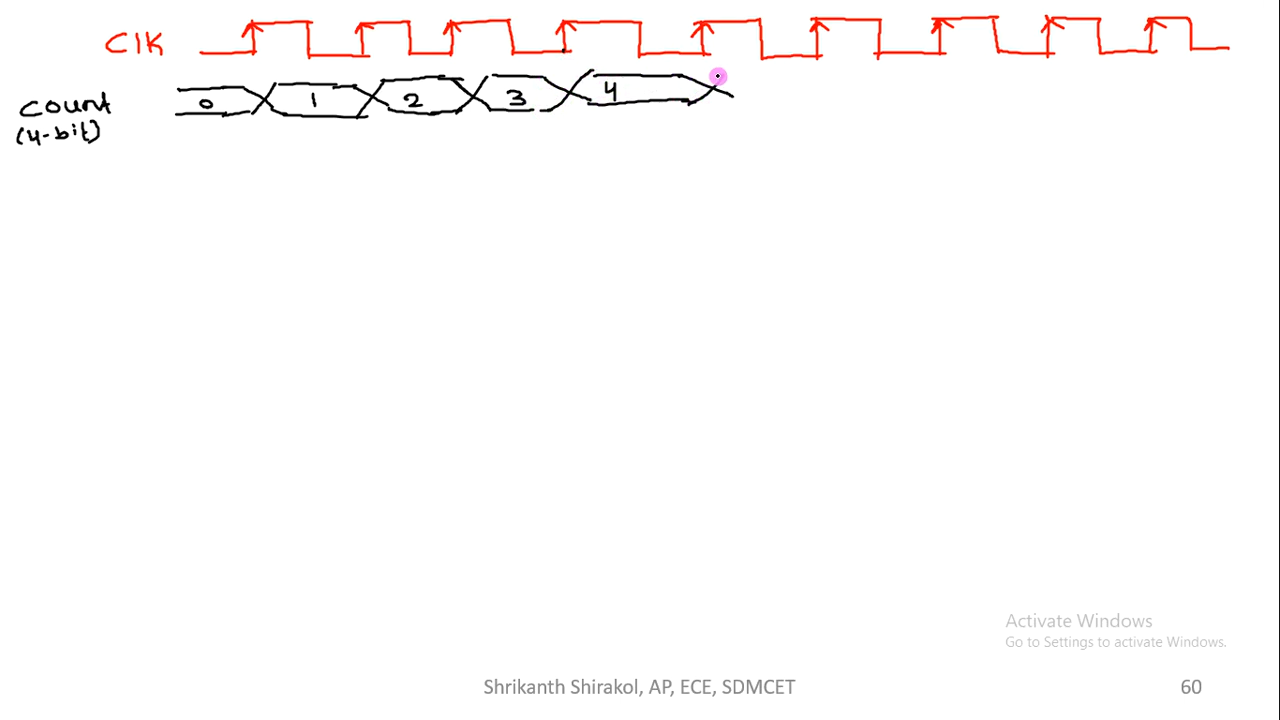 Clk
count 0 1 2 3 4
(4-bit)
Activate Windows
Go to Settings to activate Windows.
Shrikanth Shirakol, AP, ECE, SDMCET 60